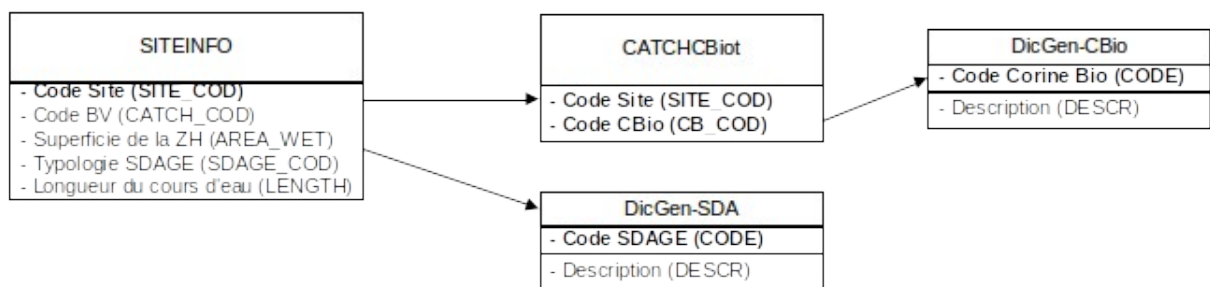 SITEINFO
- Code Site (SITE_COD)
- Code BV (CATCH_COD)
- Superficie de la ZH (AREA_WET)
- Typologie SDAGE (SDAGE_COD)
- Longueur du cours d'eau (LENGTH)
CATCHCBiot
- Code Site (SITE_COD)
- Code CBio (CB_COD)
DicGen-CBio
- Code Corine Bio (CODE)
- Description (DESCR)
DicGen-SDA
- Code SDAGE (CODE)
- Description (DESCR)